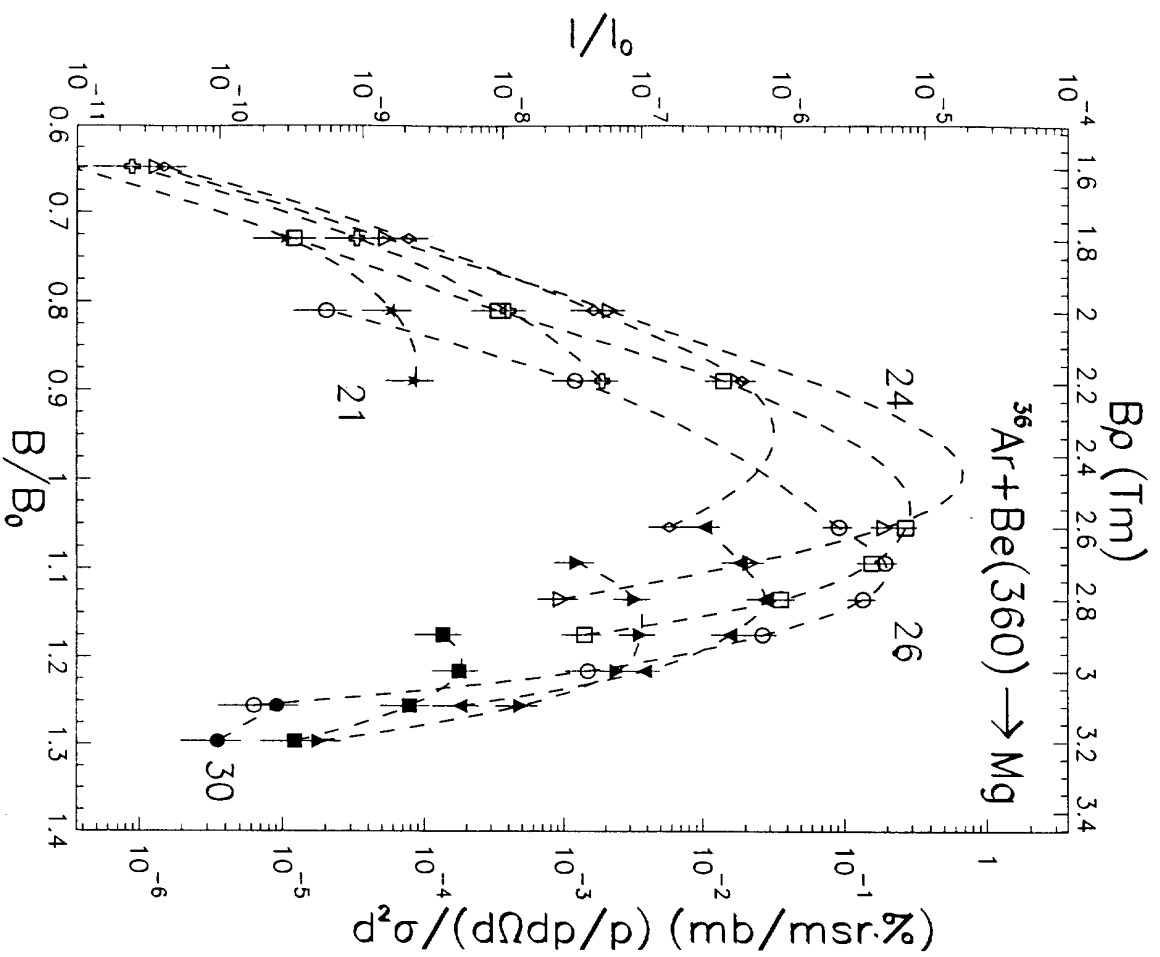 Bρ (Tm)
1.6 1.8 2 2.2 2.4 2.6 2.8 3 3.2 3.4
³⁶Ar+Be(360) → Mg
I/I₀
10⁻⁴
10⁻⁵
10⁻⁶
10⁻⁷
10⁻⁸
10⁻⁹
10⁻¹⁰
10⁻¹¹
24
26
21
30
1
10⁻¹
10⁻²
10⁻³
10⁻⁴
10⁻⁵
10⁻⁶
d²σ/(dΩdp/p) (mb/msr·%)
0.6 0.7 0.8 0.9 1 1.1 1.2 1.3 1.4
B/B₀